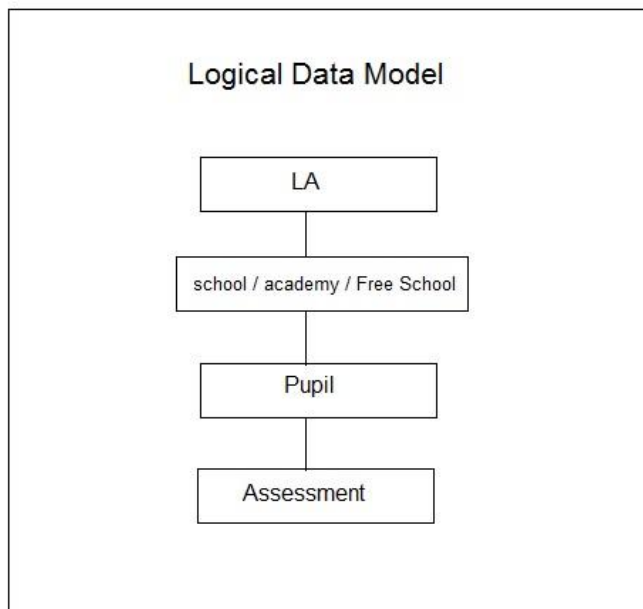 Logical Data Model
LA
school / academy / Free School
Pupil
Assessment